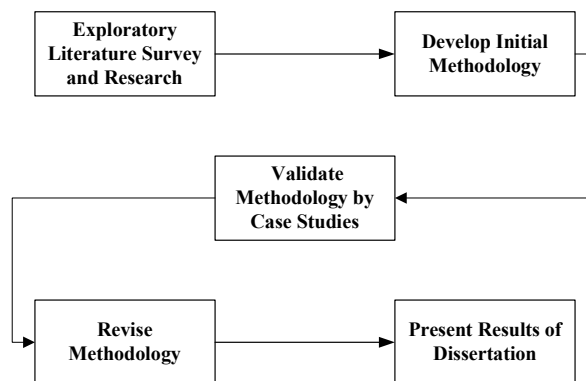 Exploratory
Literature Survey
and Research
Develop Initial
Methodology
Validate
Methodology by
Case Studies
Revise
Methodology
Present Results of
Dissertation